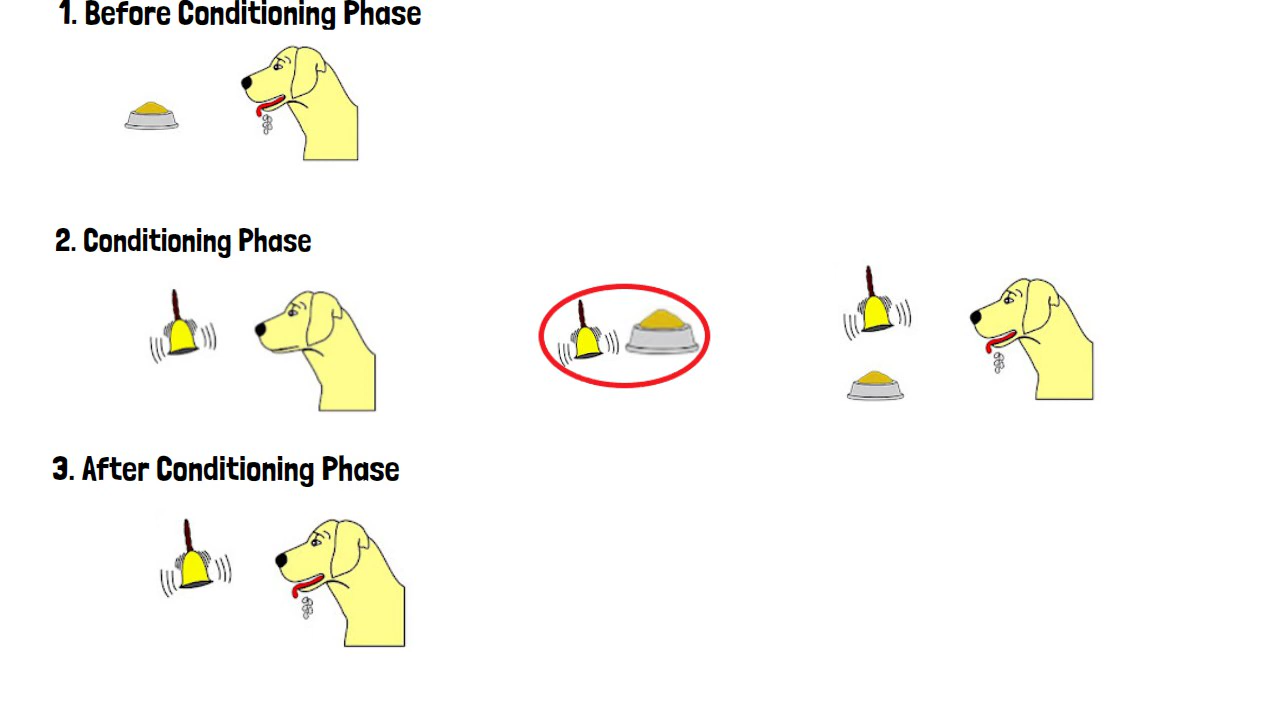 1. Before Conditioning Phase
2. Conditioning Phase
3. After Conditioning Phase